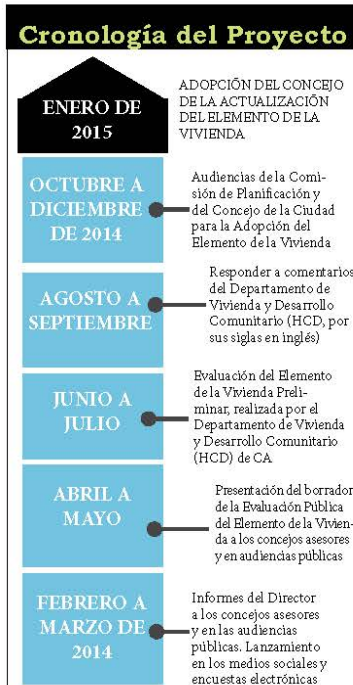 Cronología del Proyecto
ENERO DE
2015
ADOPCIÓN DEL CONCEJO
DE LA ACTUALIZACIÓN
DEL ELEMENTO DE LA
VIVIENDA
OCTUBRE A
DICIEMBRE
DE 2014
Audiencias de la Comi-
sión de Planificación y
del Concejo de la Ciudad
para la Adopción del
Elemento de la Vivienda
AGOSTO A
SEPTIEMBRE
Responder a comentarios
del Departamento de
Vivienda y Desarrollo
Comunitario (HCD, por
sus siglas en inglés)
JUNIO A
JULIO
Evaluación del Elemento
de la Vivienda Preli-
minar, realizada por el
Departamento de Vivienda
y Desarrollo Comunitario
(HCD) de CA
ABRIL A
MAYO
Presentación del borrador
de la Evaluación Pública
del Elemento de la Vivien-
da a los concejos asesores
y en audiencias públicas
FEBRERO A
MARZO DE
2014
Informes del Director
a los concejos asesores
y en las audiencias
públicas. Lanzamiento
en los medios sociales y
encuestas electrónicas